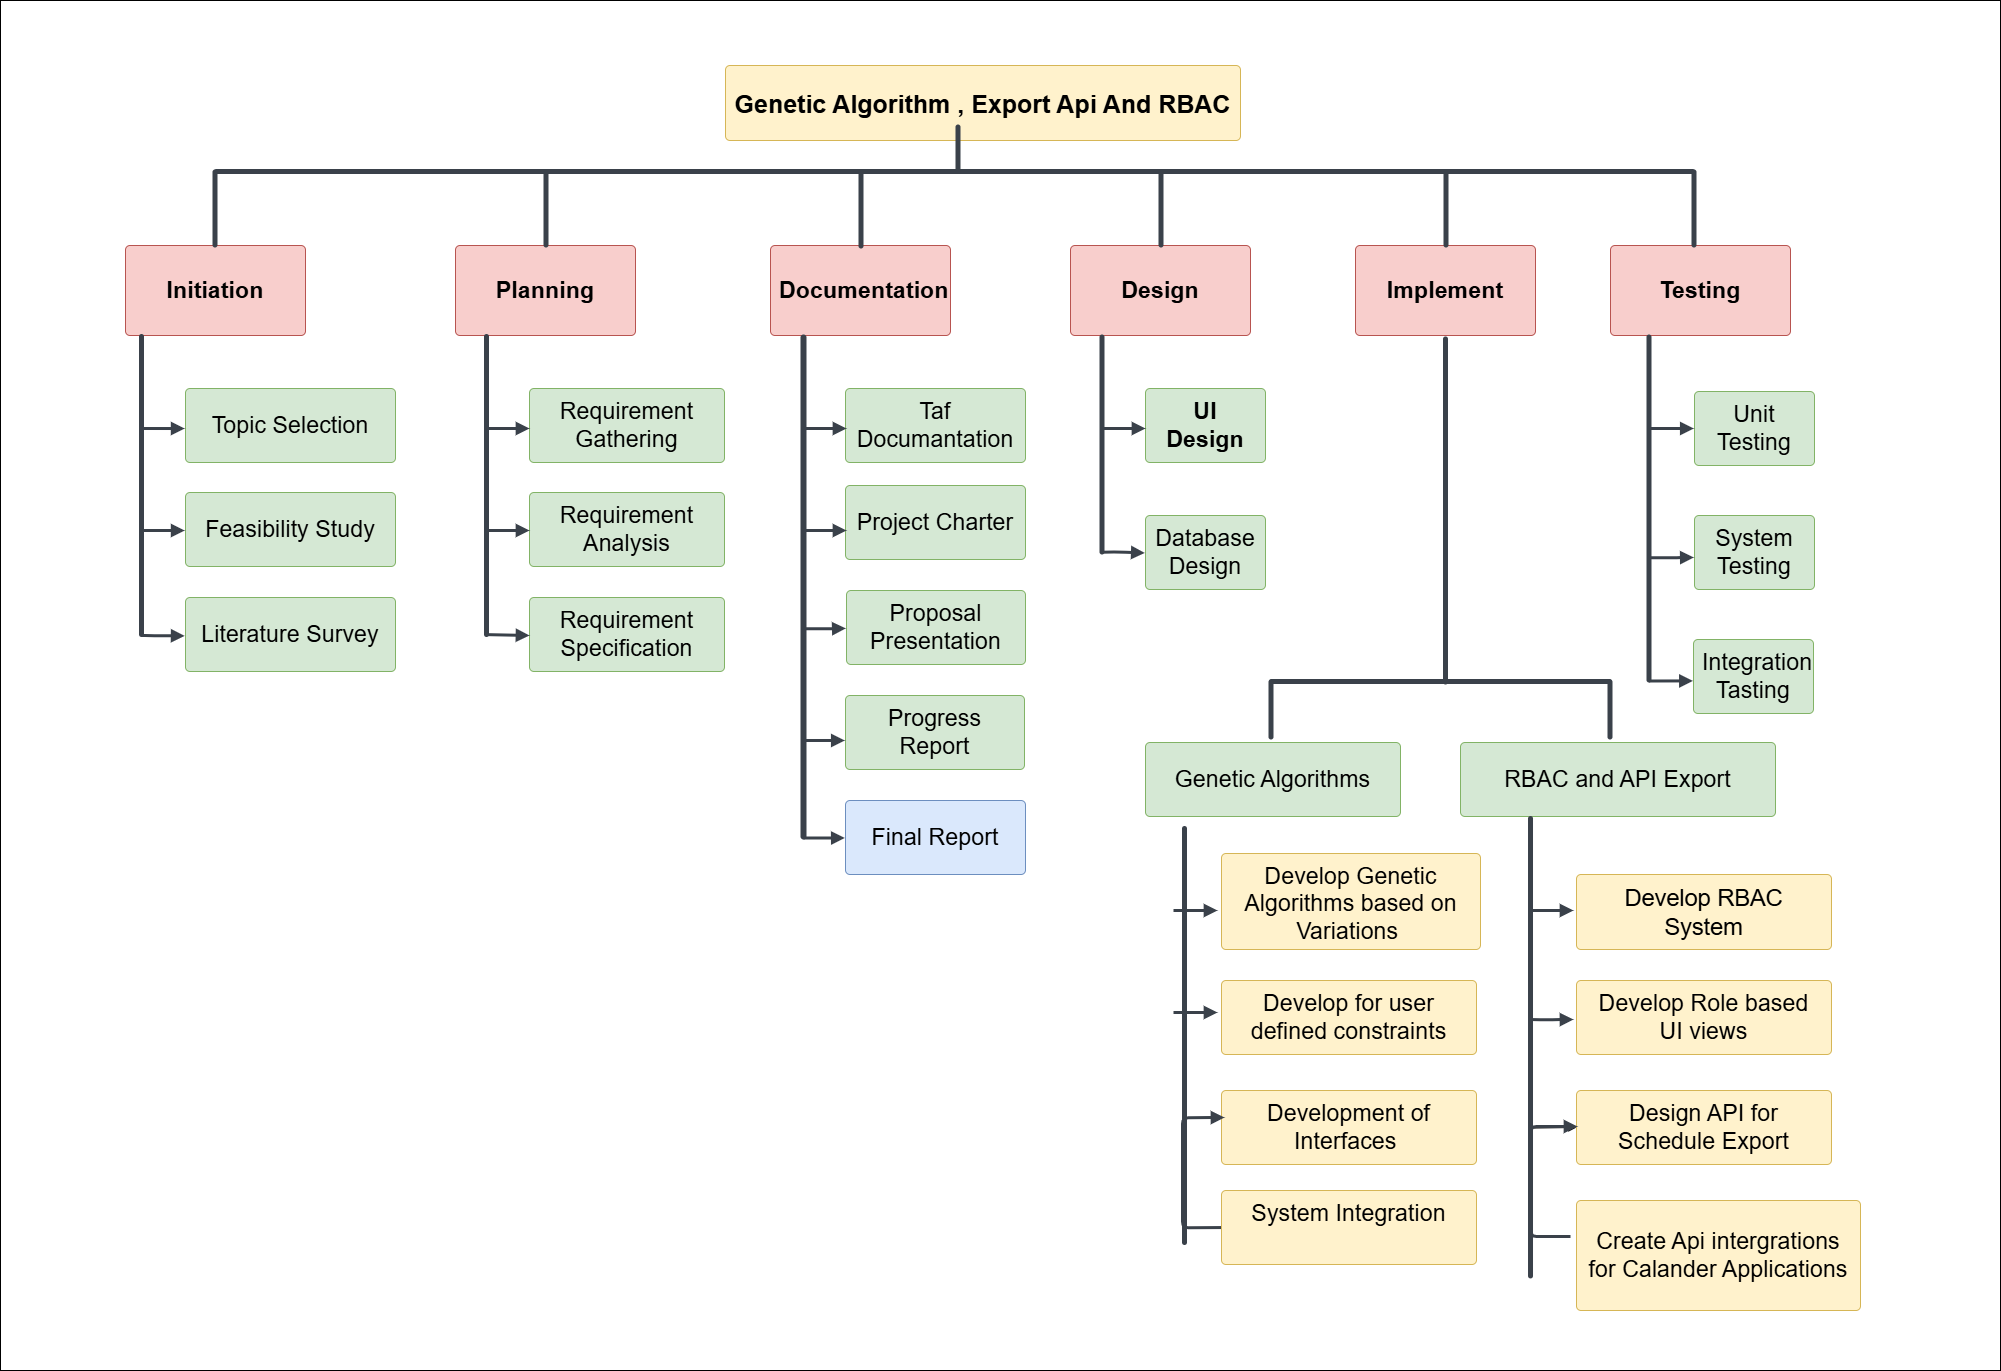 Genetic Algorithm , Export Api And RBAC
Initiation
Planning
Documentation
Design
Implement
Testing
Topic Selection
Feasibility Study
Literature Survey
Requirement
Gathering
Requirement
Analysis
Requirement
Specification
Taf
Documantation
Project Charter
Proposal
Presentation
Progress
Report
Final Report
UI
Design
Database
Design
Unit
Testing
System
Testing
Integration
Tasting
Genetic Algorithms
Develop Genetic
Algorithms based on
Variations
Develop for user
defined constraints
Development of
Interfaces
System Integration
RBAC and API Export
Develop RBAC
System
Develop Role based
UI views
Design API for
Schedule Export
Create Api intergrations
for Calander Applications